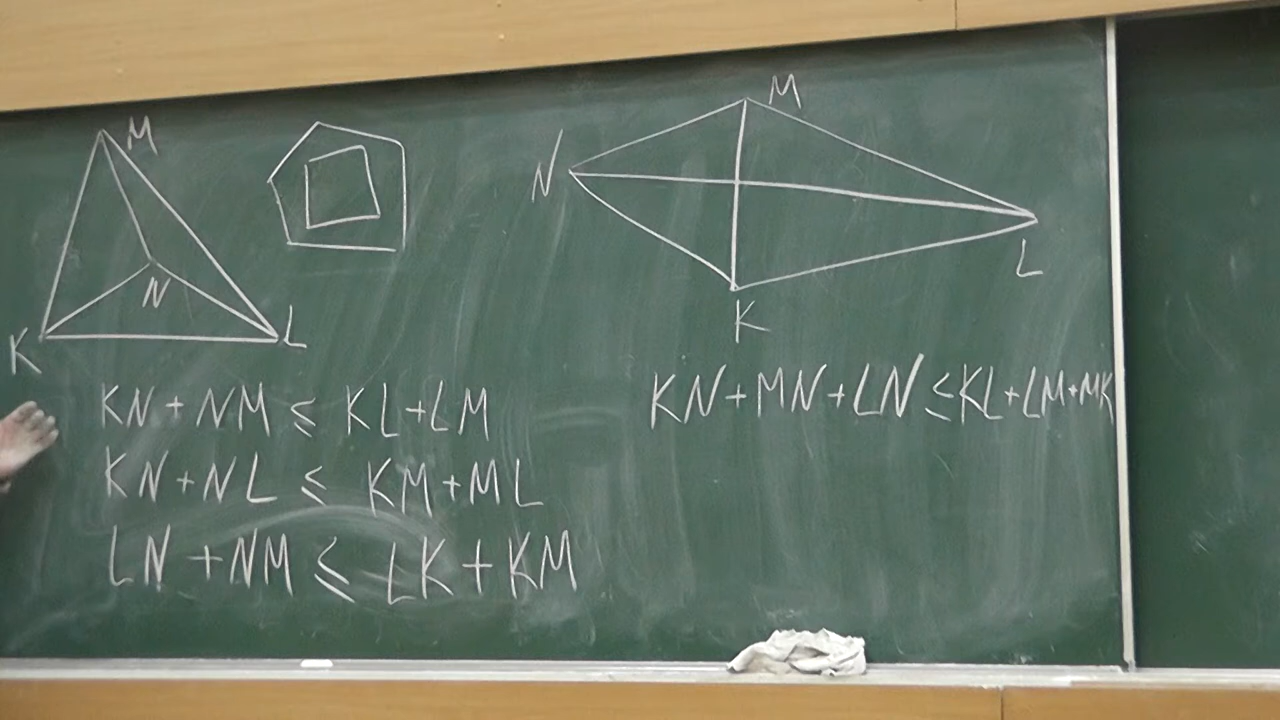 M
K
N
L
KN + NM ≤ KL + LM
KN + NL ≤ KM + ML
LN + NM ≤ LK + KM
M
N
L
K
KN + MN + LN ≤ KL + LM + MK